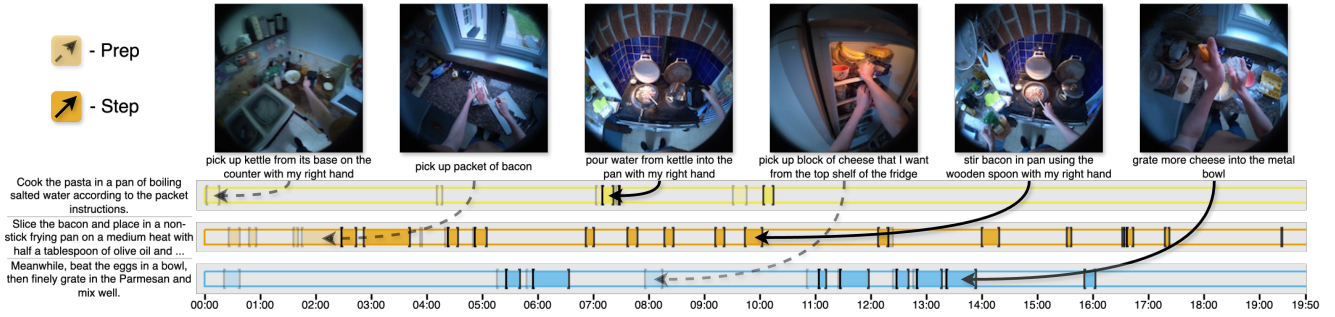 - Prep
- Step
pick up kettle from its base on the
counter with my right hand
pick up packet of bacon
pour water from kettle into the
pan with my right hand
pick up block of cheese that I want
from the top shelf of the fridge
stir bacon in pan using the
wooden spoon with my right hand
grate more cheese into the metal
bowl
Cook the pasta in a pan of boiling
salted water according to the packet
instructions.
Slice the bacon and place in a non-
stick frying pan on a medium heat with
half a tablespoon of olive oil and ...
Meanwhile, beat the eggs in a bowl,
then finely grate in the Parmesan and
mix well.
00:00 01:00 02:00 03:00 04:00 05:00 06:00 07:00 08:00 09:00 10:00 11:00 12:00 13:00 14:00 15:00 16:00 17:00 18:00 19:00 19:50